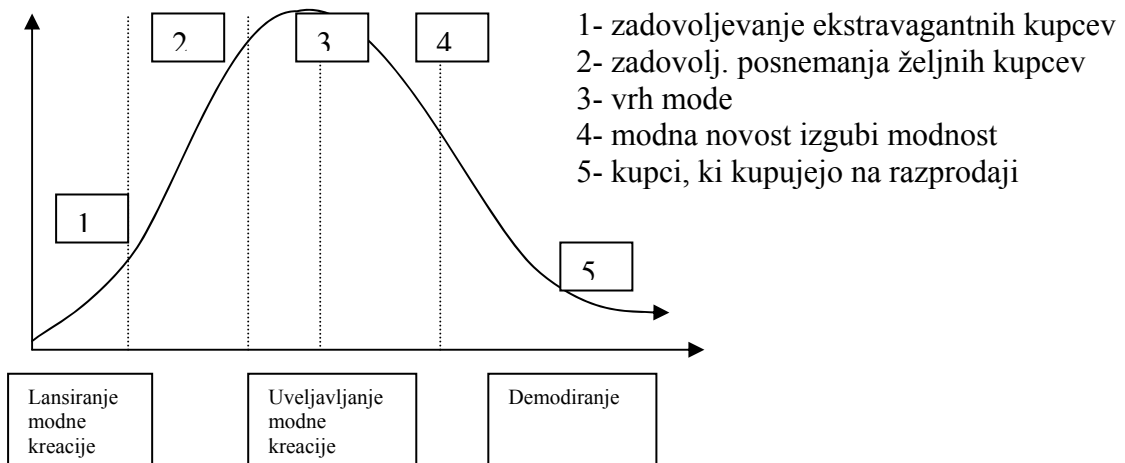 1- zadovoljevanje ekstravagantnih kupcev
2- zadovolj. posnemanja željnih kupcev
3- vrh mode
4- modna novost izgubi modnost
5- kupci, ki kupujejo na razprodaji
2
3
4
1
5
Lansiranje
modne
kreacije
Uveljavljanje
modne
kreacije
Demodiranje